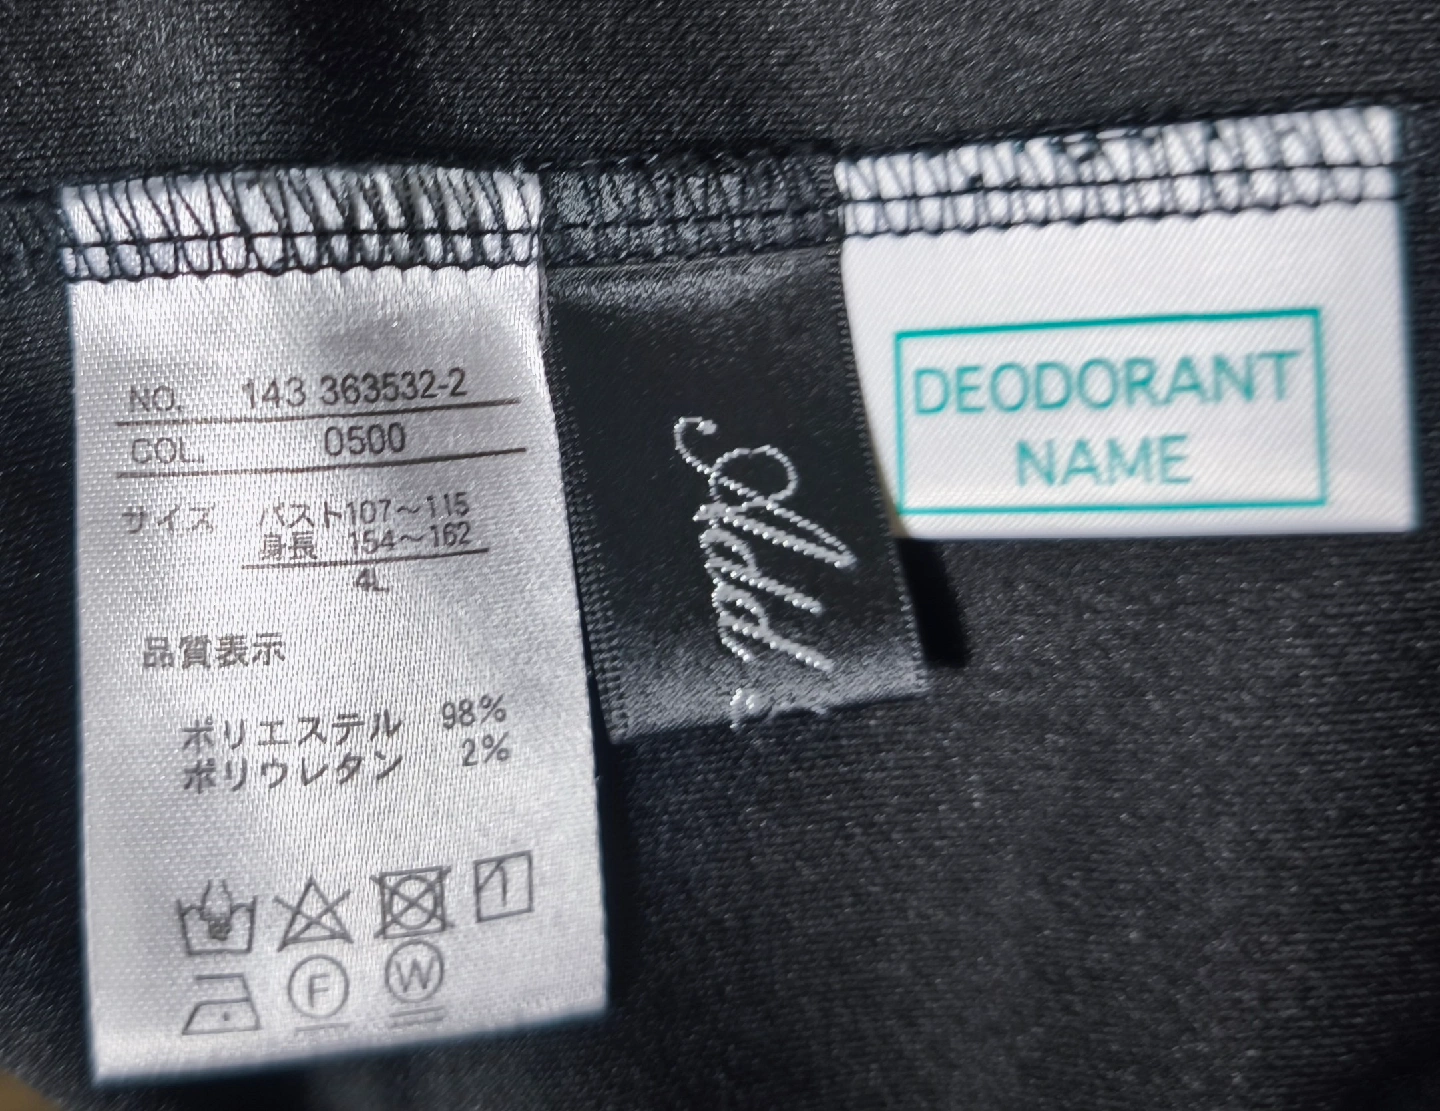 NO. 143 363532-2
COL. 0500
サイズ バスト107～115
身長 154～162
4L
品質表示
ポリエステル 98%
ポリウレタン 2%
F
W
DEODORANT
NAME